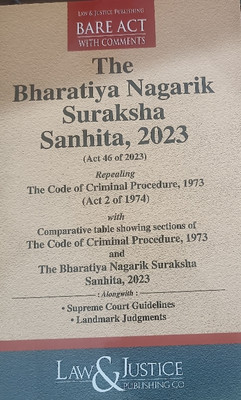 LAW & JUSTICE PUBLISHING
BARE ACT
WITH COMMENTS
The
Bharatiya Nagarik
Suraksha
Sanhita, 2023
(Act 46 of 2023)
Repealing
The Code of Criminal Procedure, 1973
(Act 2 of 1974)
with
Comparative table showing sections of
The Code of Criminal Procedure, 1973
and
The Bharatiya Nagarik Suraksha
Sanhita, 2023
: Alongwith :
• Supreme Court Guidelines
• Landmark Judgments
LAW & JUSTICE
PUBLISHING CO